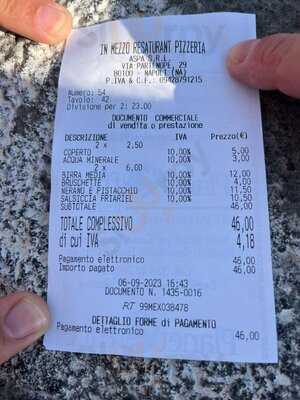 IN MEZZO RESATURANT PIZZERIA
ASPA S.R.L.
VIA PARTENOPE, 29
80100 - NAPOLI (NA)
P.IVA & C.F.: 09428791215
Numero: 54
Tavolo: 42
Divisione per 2: 23.00
DOCUMENTO COMMERCIALE
di vendita o prestazione
DESCRIZIONE IVA Prezzo(€)
2 x 2,50
COPERTO 10,00% 5,00
ACQUA MINERALE 10,00% 3,00
2 x 6,00
BIRRA MEDIA 10,00% 12,00
BRUSCHETTE 10,00% 4,00
NERANO E PISTACCHIO 10,00% 11,50
SALSICCIA FRIARIEL 10,00% 10,50
SUBTOTALE 46,00
TOTALE COMPLESSIVO 46,00
di cui IVA 4,18
Pagamento elettronico 46,00
Importo pagato 46,00
06-09-2023 16:43
DOCUMENTO N. 1435-0016
RT 99MEX038478
DETTAGLIO FORME di PAGAMENTO
Pagamento elettronico 46,00